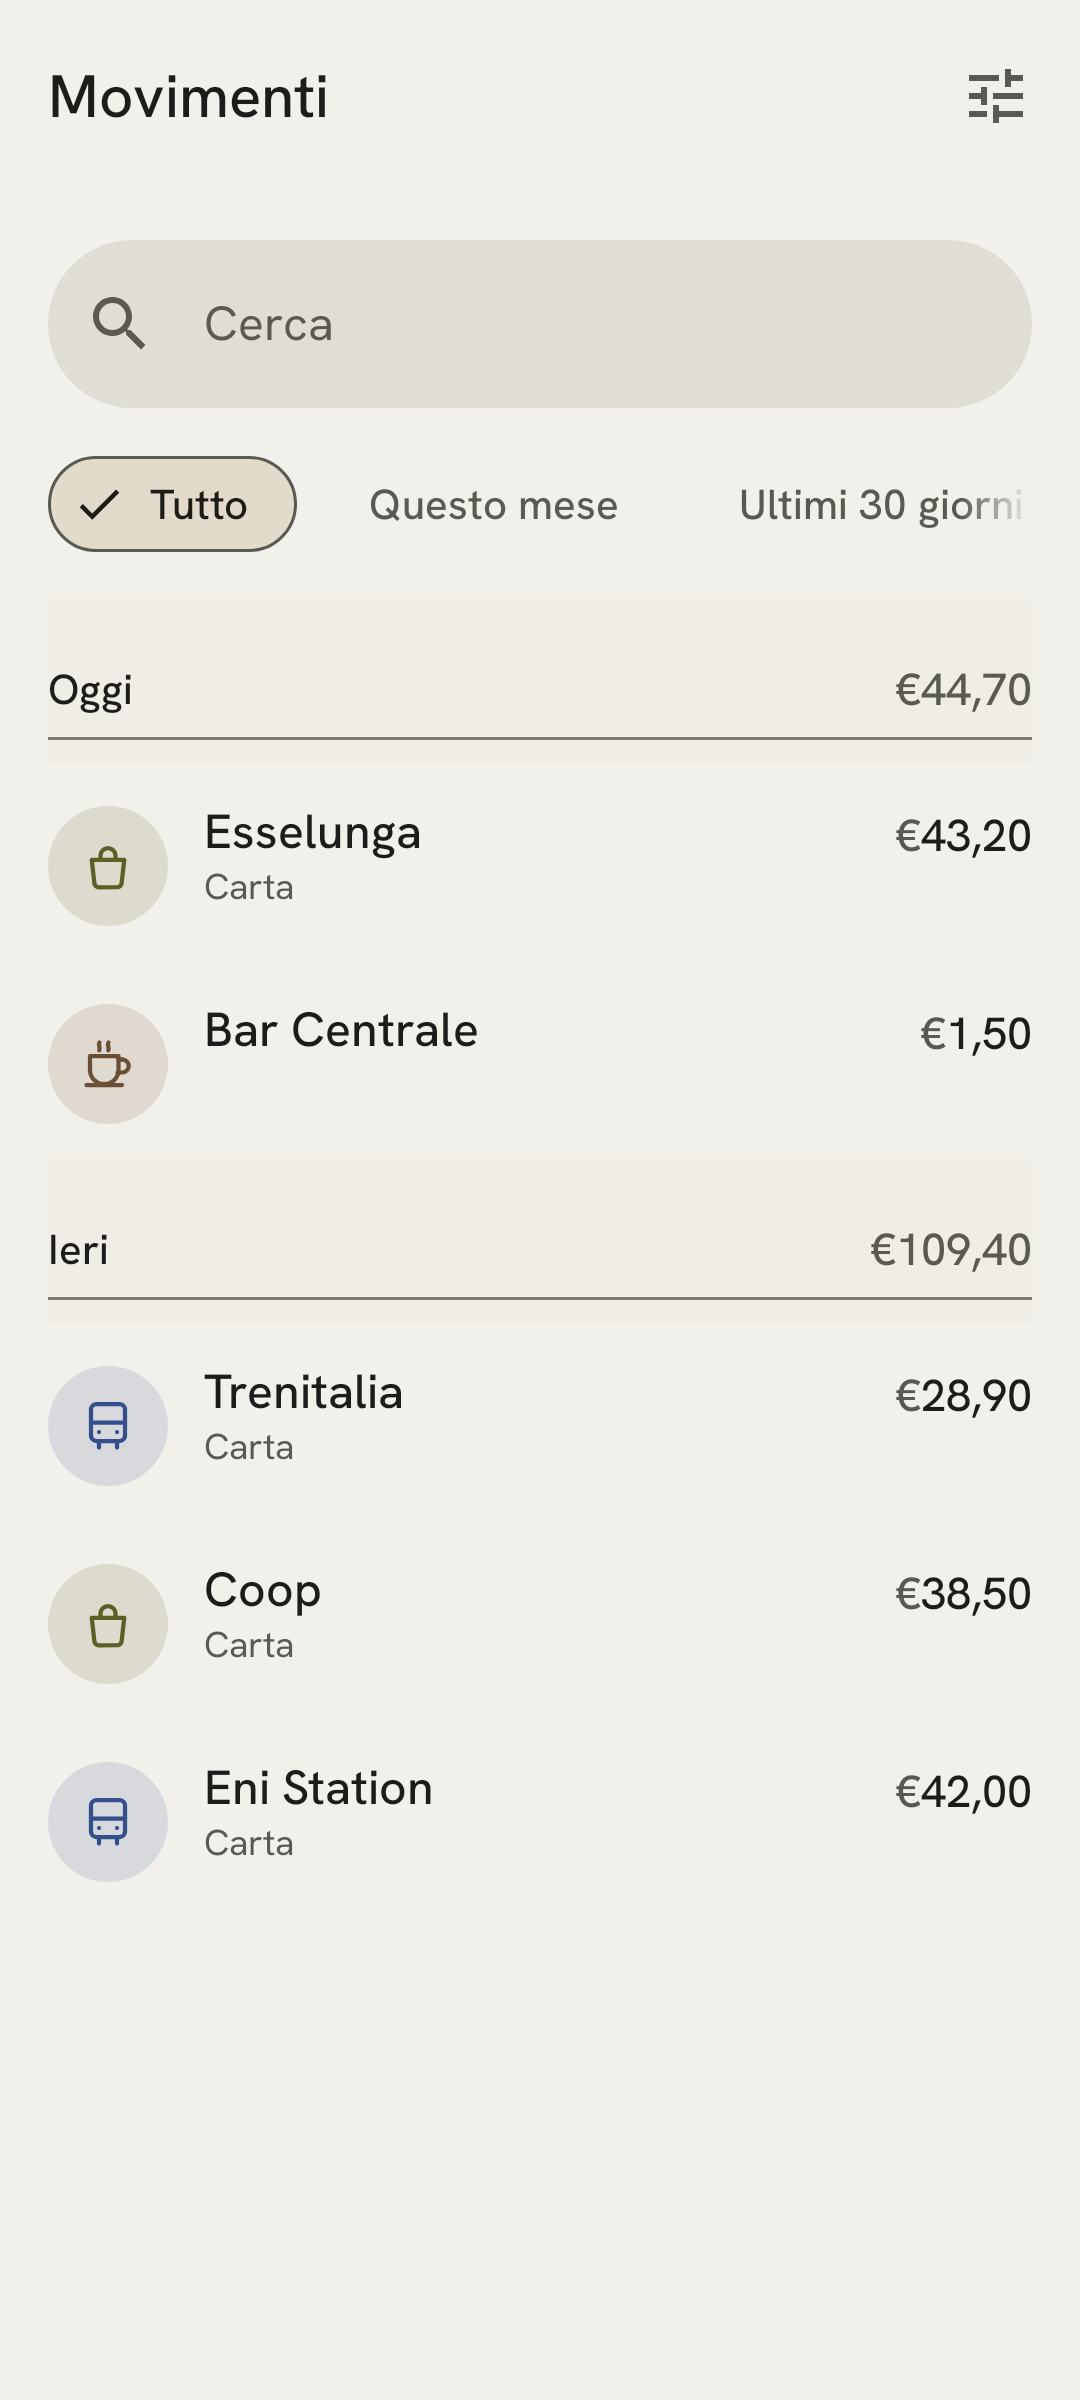 Movimenti
Cerca
Tutto Questo mese Ultimi 30 giorni
Oggi €44,70
Esselunga €43,20
Carta
Bar Centrale €1,50
Ieri €109,40
Trenitalia €28,90
Carta
Coop €38,50
Carta
Eni Station €42,00
Carta